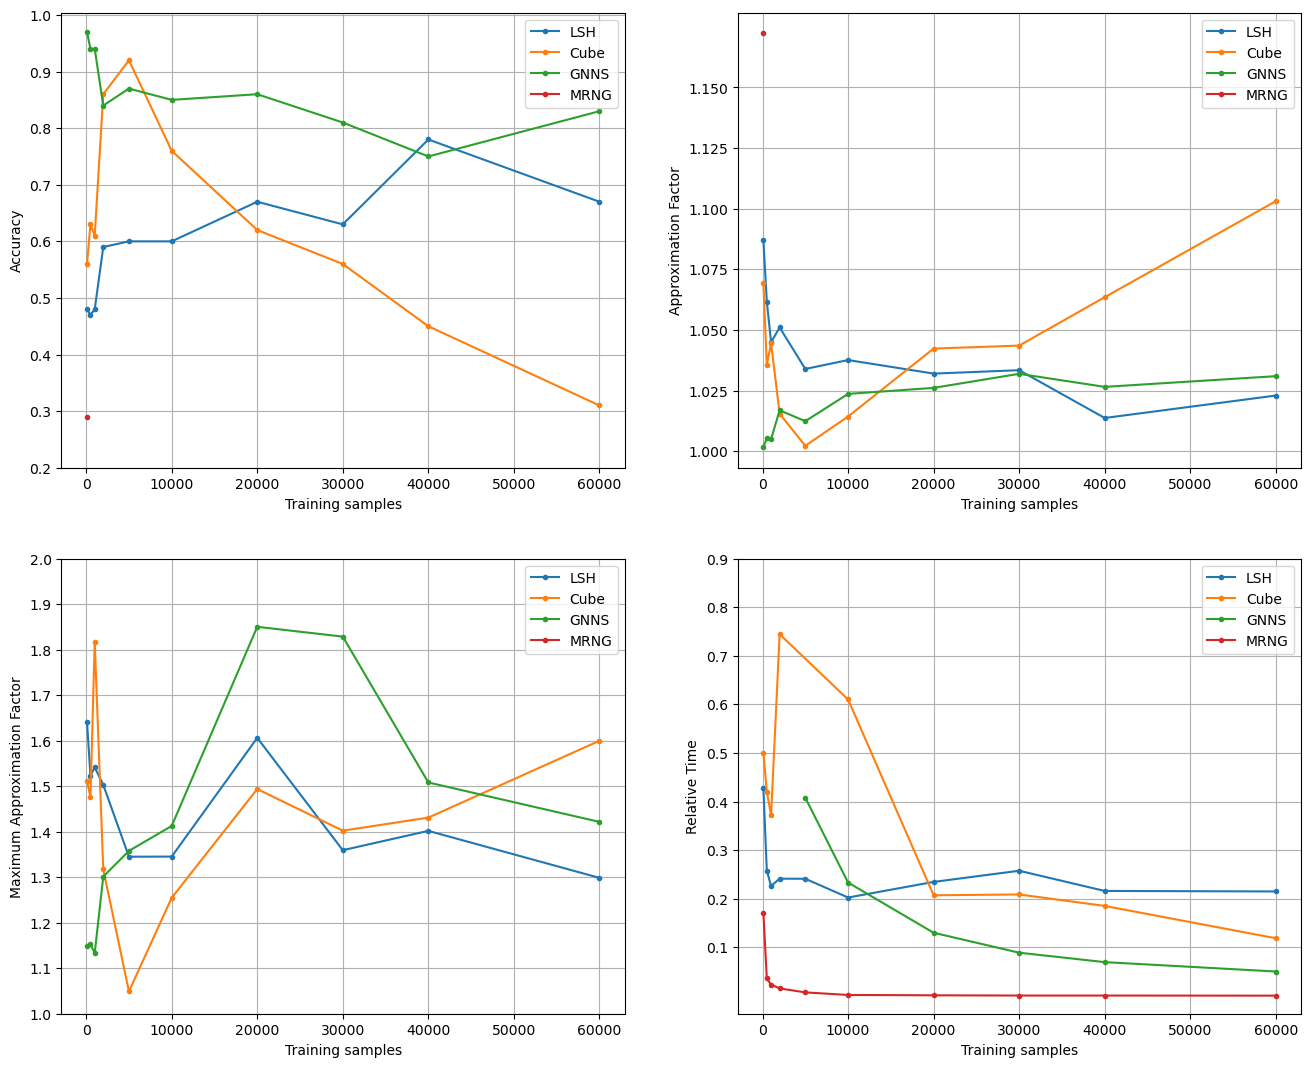 Accuracy
1.0
0.9
0.8
0.7
0.6
0.5
0.4
0.3
0.2
0
10000
20000
30000
40000
50000
60000
Training samples
LSH
Cube
GNNS
MRNG
Approximation Factor
1.150
1.125
1.100
1.075
1.050
1.025
1.000
0
10000
20000
30000
40000
50000
60000
Training samples
LSH
Cube
GNNS
MRNG
Maximum Approximation Factor
2.0
1.9
1.8
1.7
1.6
1.5
1.4
1.3
1.2
1.1
1.0
0
10000
20000
30000
40000
50000
60000
Training samples
LSH
Cube
GNNS
MRNG
Relative Time
0.9
0.8
0.7
0.6
0.5
0.4
0.3
0.2
0.1
0
10000
20000
30000
40000
50000
60000
Training samples
LSH
Cube
GNNS
MRNG